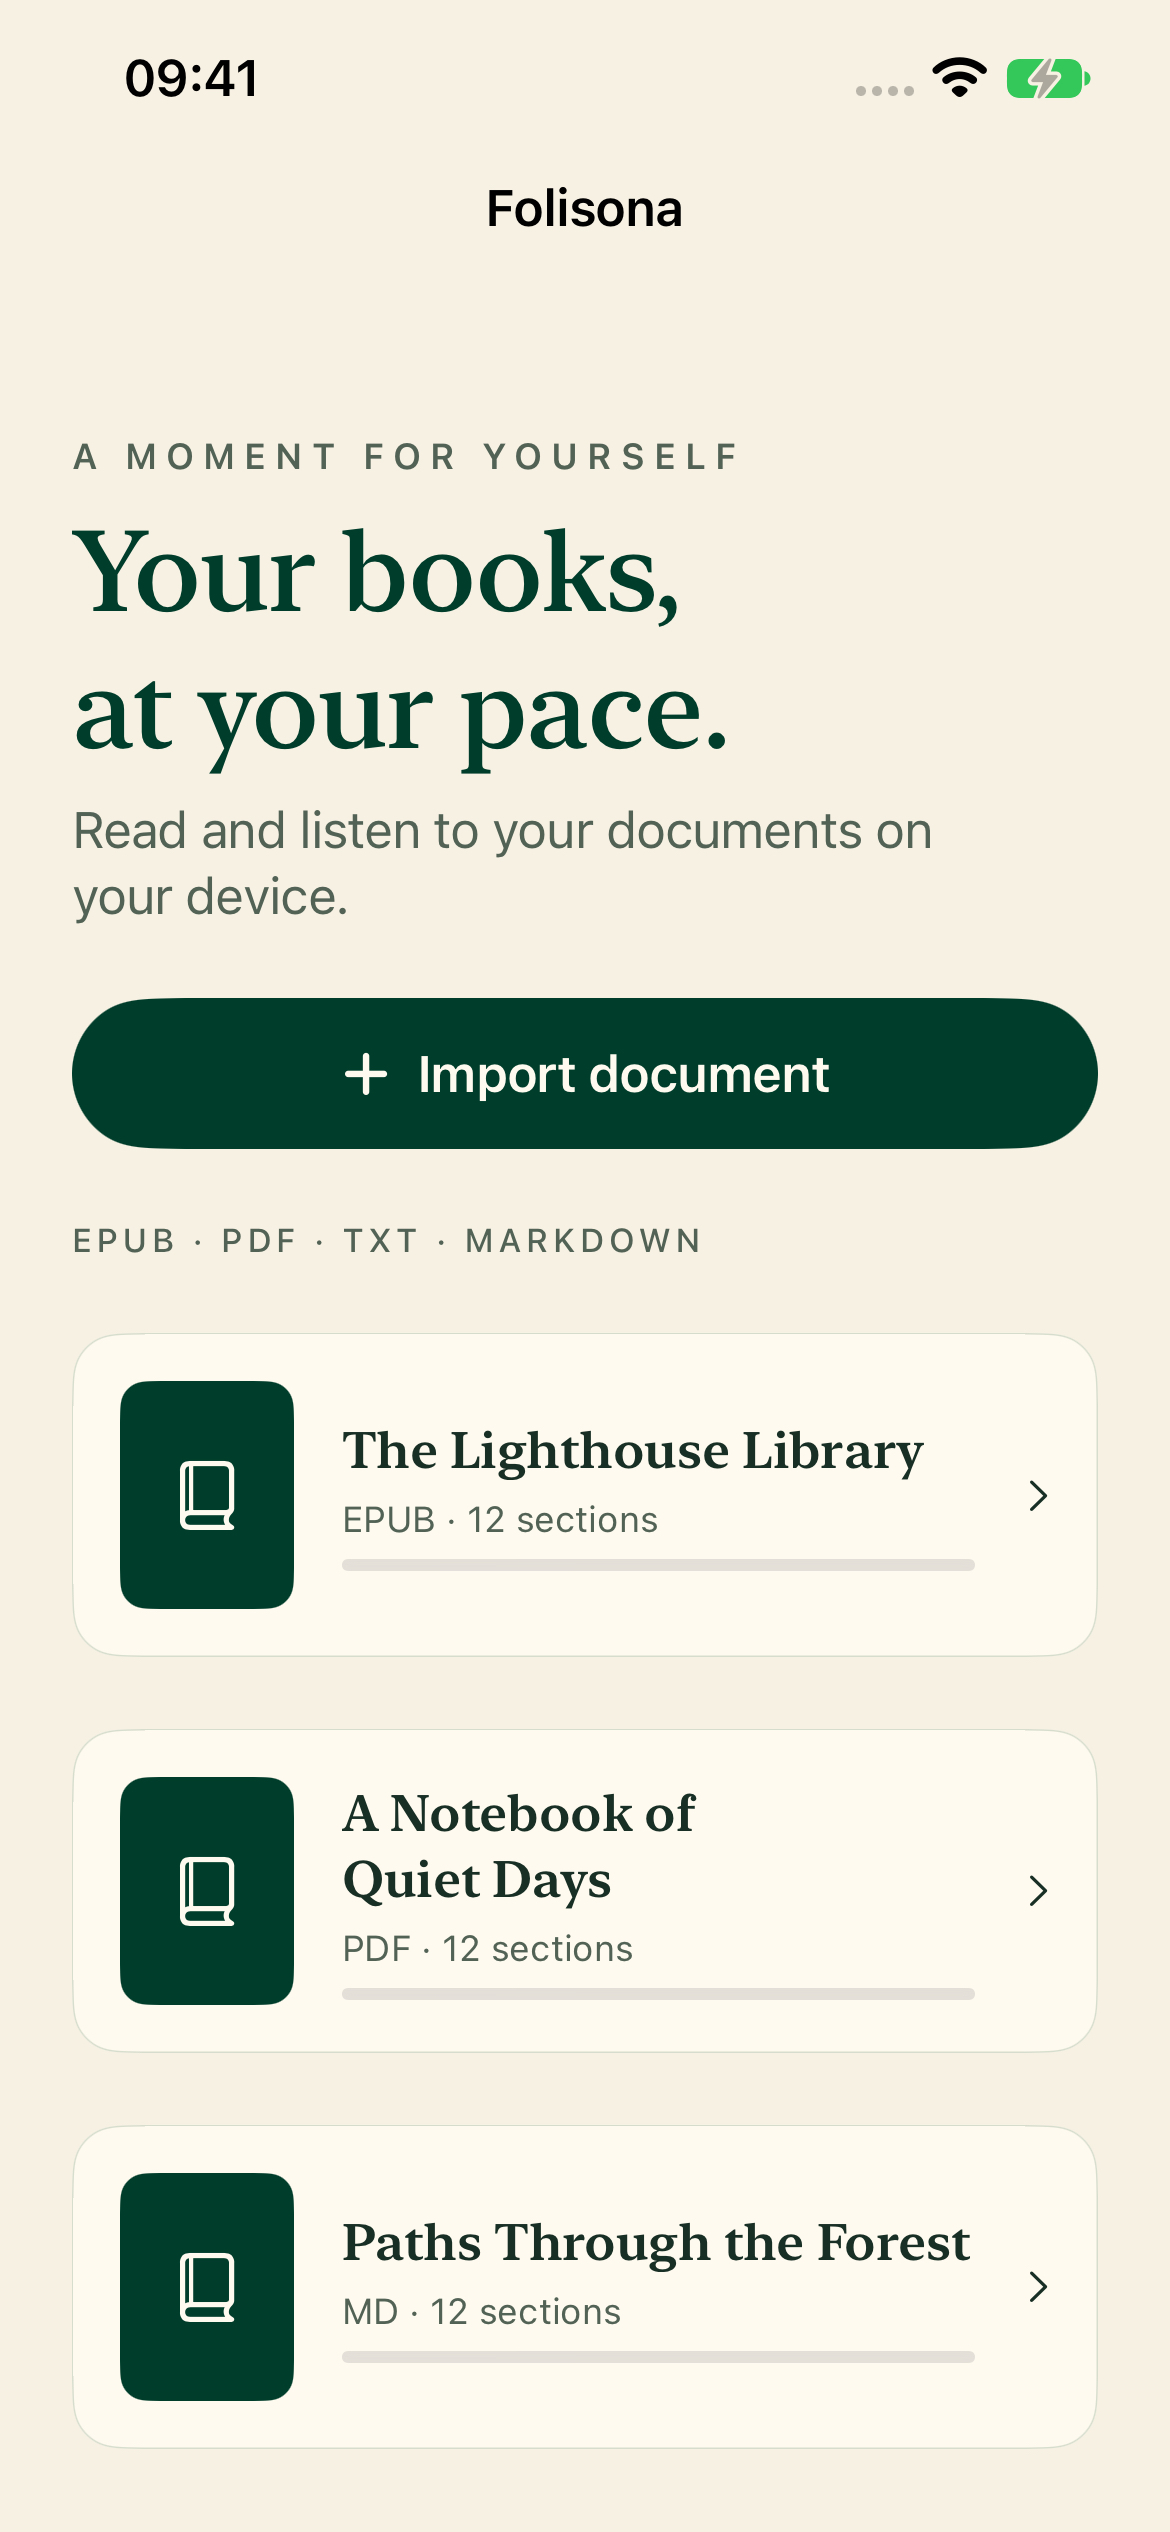 09:41
Folisona
A MOMENT FOR YOURSELF
Your books,
at your pace.
Read and listen to your documents on
your device.
Import document
EPUB · PDF · TXT · MARKDOWN
The Lighthouse Library
EPUB · 12 sections
A Notebook of
Quiet Days
PDF · 12 sections
Paths Through the Forest
MD · 12 sections